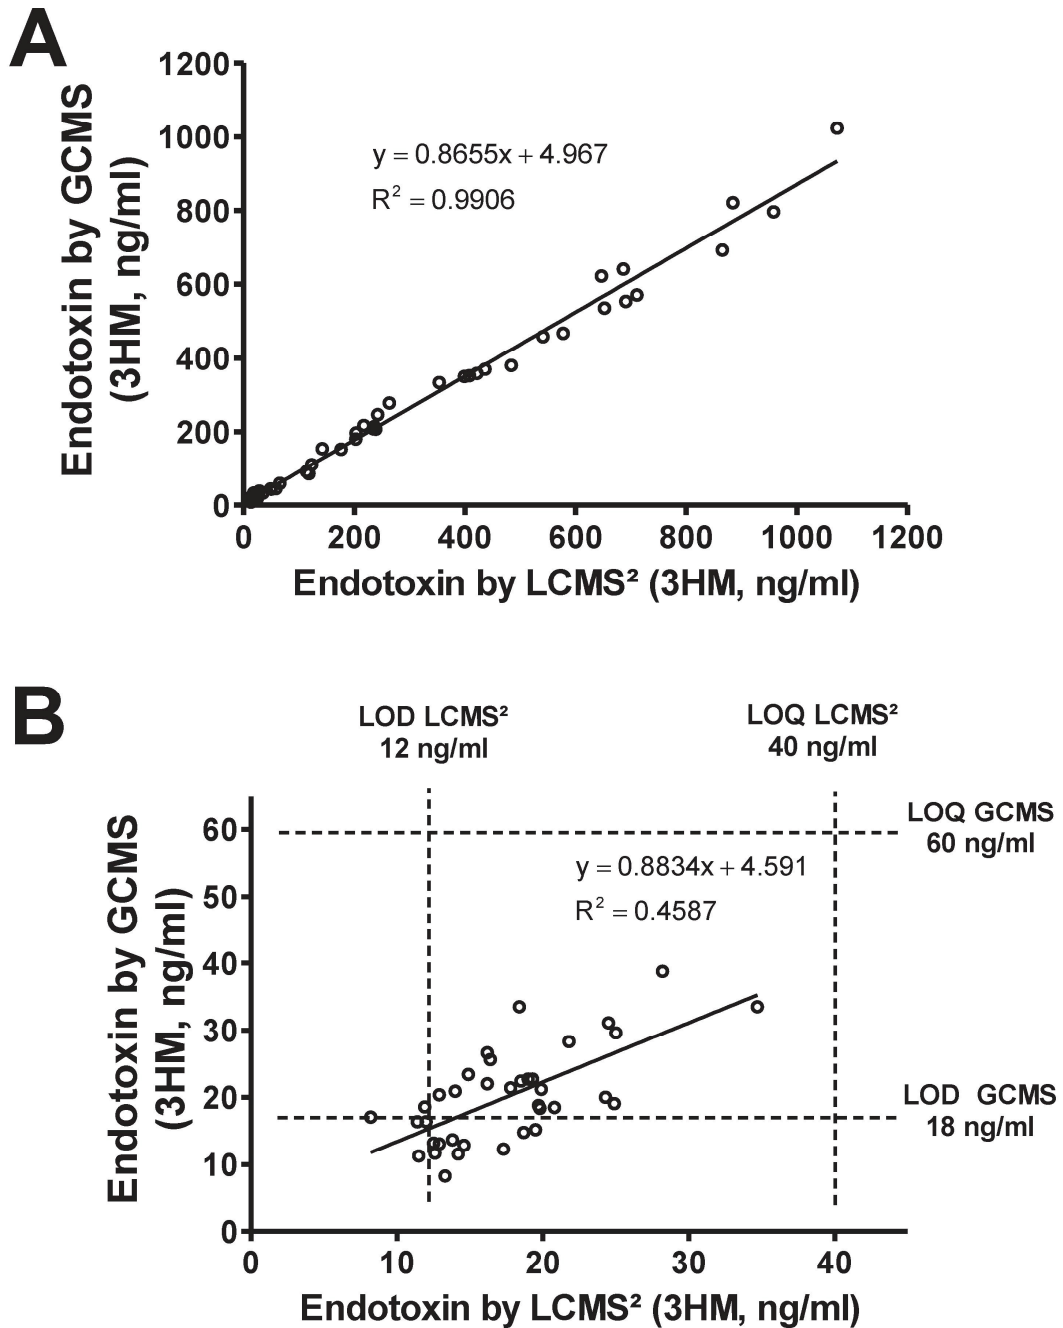 A
Endotoxin by GCMS
(3HM, ng/ml)
1200
1000
800
600
400
200
0
y = 0.8655x + 4.967
R² = 0.9906
0 200 400 600 800 1000 1200
Endotoxin by LCMS² (3HM, ng/ml)
B
LOD LCMS²
12 ng/ml
LOQ LCMS²
40 ng/ml
Endotoxin by GCMS
(3HM, ng/ml)
60
50
40
30
20
10
0
LOQ GCMS
60 ng/ml
y = 0.8834x + 4.591
R² = 0.4587
LOD GCMS
18 ng/ml
0 10 20 30 40
Endotoxin by LCMS² (3HM, ng/ml)